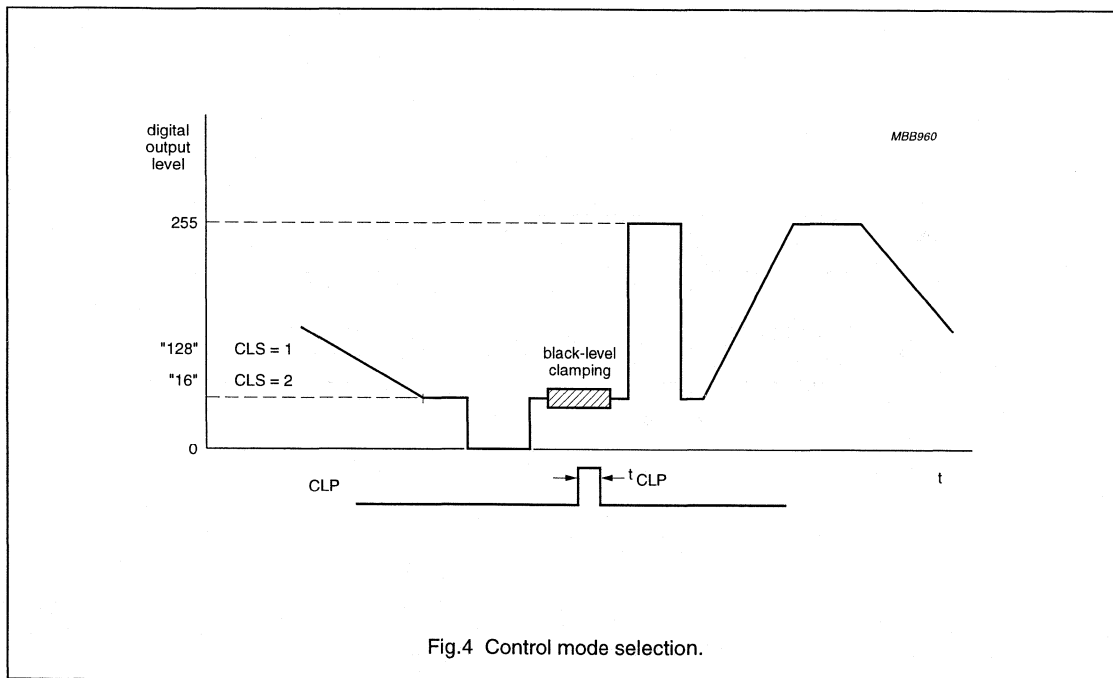 digital
output
level
MBB960
255
"128" CLS = 1
black-level
clamping
"16" CLS = 2
0
CLP
t CLP
t
Fig.4 Control mode selection.